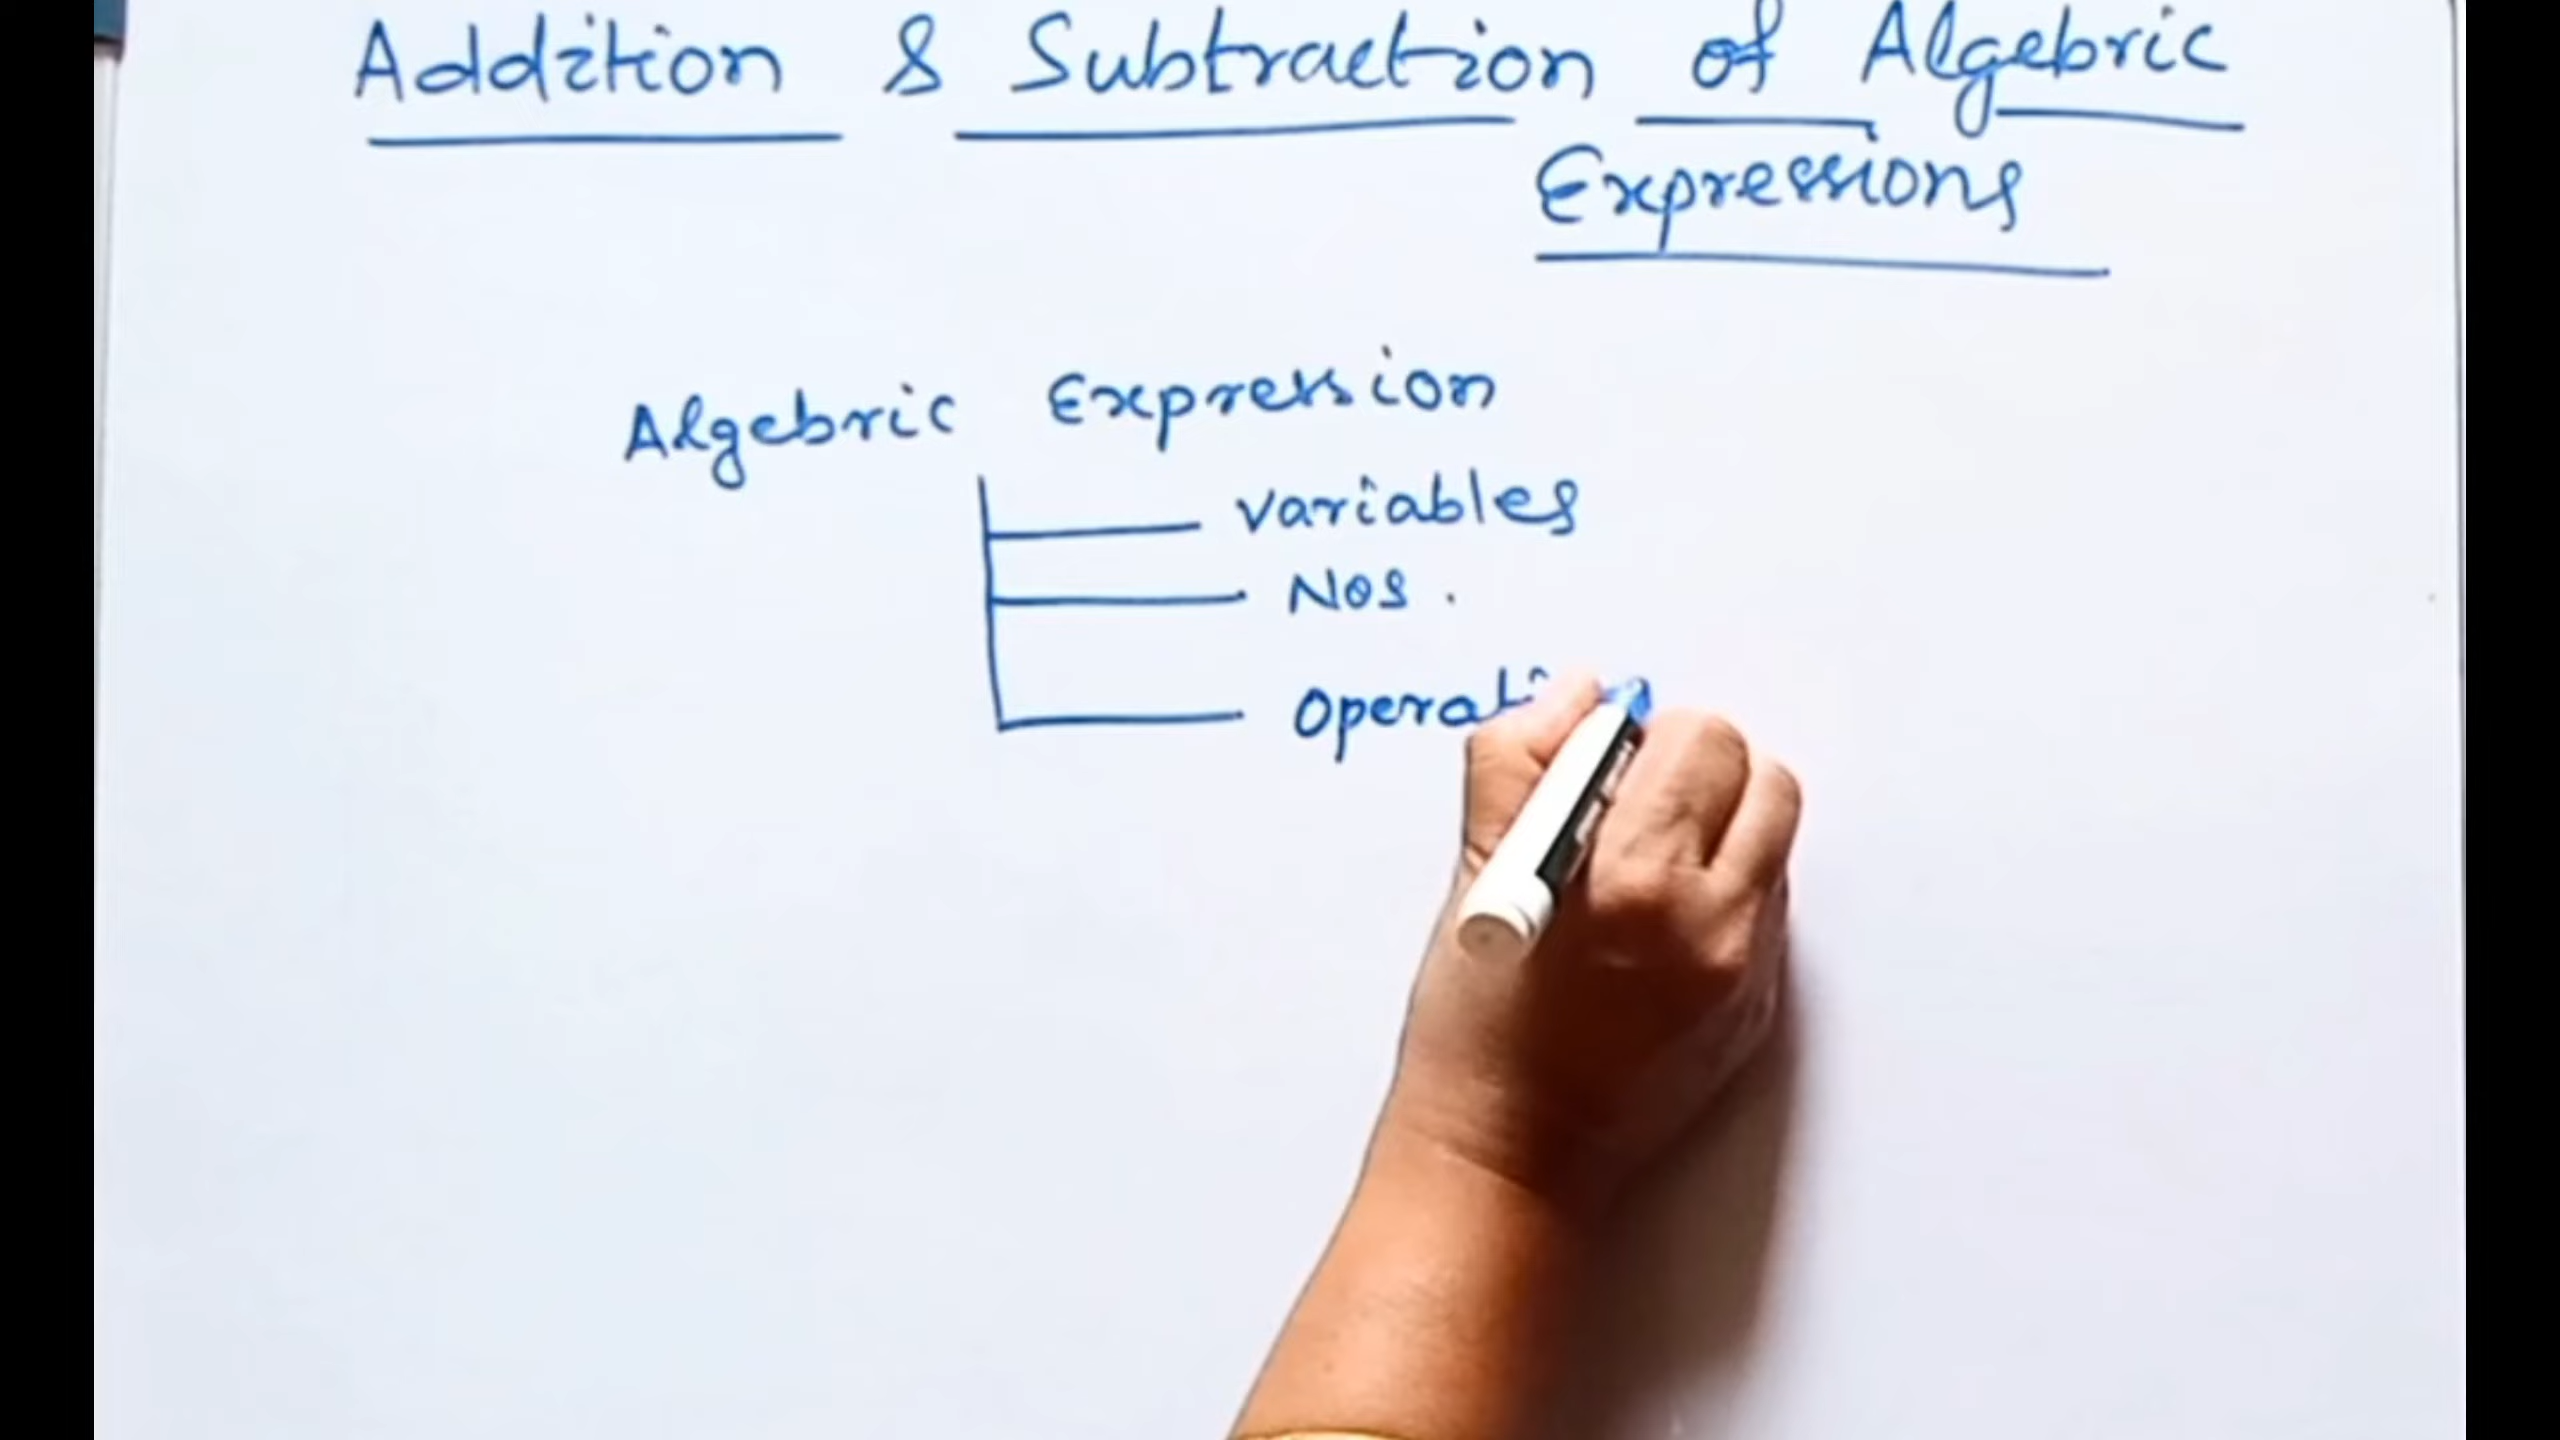 Addition & Subtraction of Algebric
Expressions
Algebric Expression
variables
Nos.
Operati